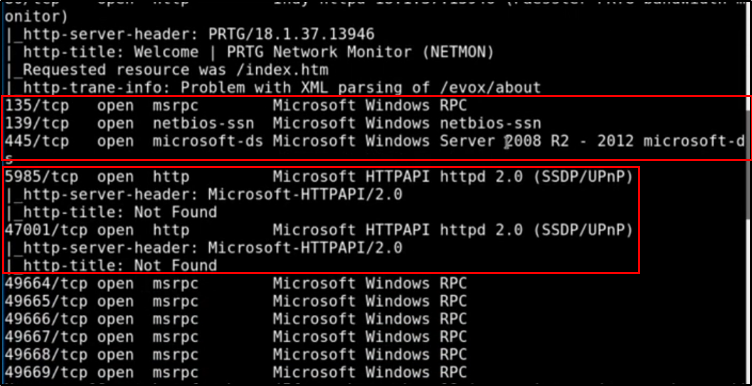 onitor)
|_http-server-header: PRTG/18.1.37.13946
| http-title: Welcome | PRTG Network Monitor (NETMON)
|_Requested resource was /index.htm
|_http-trane-info: Problem with XML parsing of /evox/about
135/tcp open msrpc Microsoft Windows RPC
139/tcp open netbios-ssn Microsoft Windows netbios-ssn
445/tcp open microsoft-ds Microsoft Windows Server 2008 R2 - 2012 microsoft-d
s
5985/tcp open http Microsoft HTTPAPI httpd 2.0 (SSDP/UPnP)
|_http-server-header: Microsoft-HTTPAPI/2.0
|_http-title: Not Found
47001/tcp open http Microsoft HTTPAPI httpd 2.0 (SSDP/UPnP)
|_http-server-header: Microsoft-HTTPAPI/2.0
|_http-title: Not Found
49664/tcp open msrpc Microsoft Windows RPC
49665/tcp open msrpc Microsoft Windows RPC
49666/tcp open msrpc Microsoft Windows RPC
49667/tcp open msrpc Microsoft Windows RPC
49668/tcp open msrpc Microsoft Windows RPC
49669/tcp open msrpc Microsoft Windows RPC